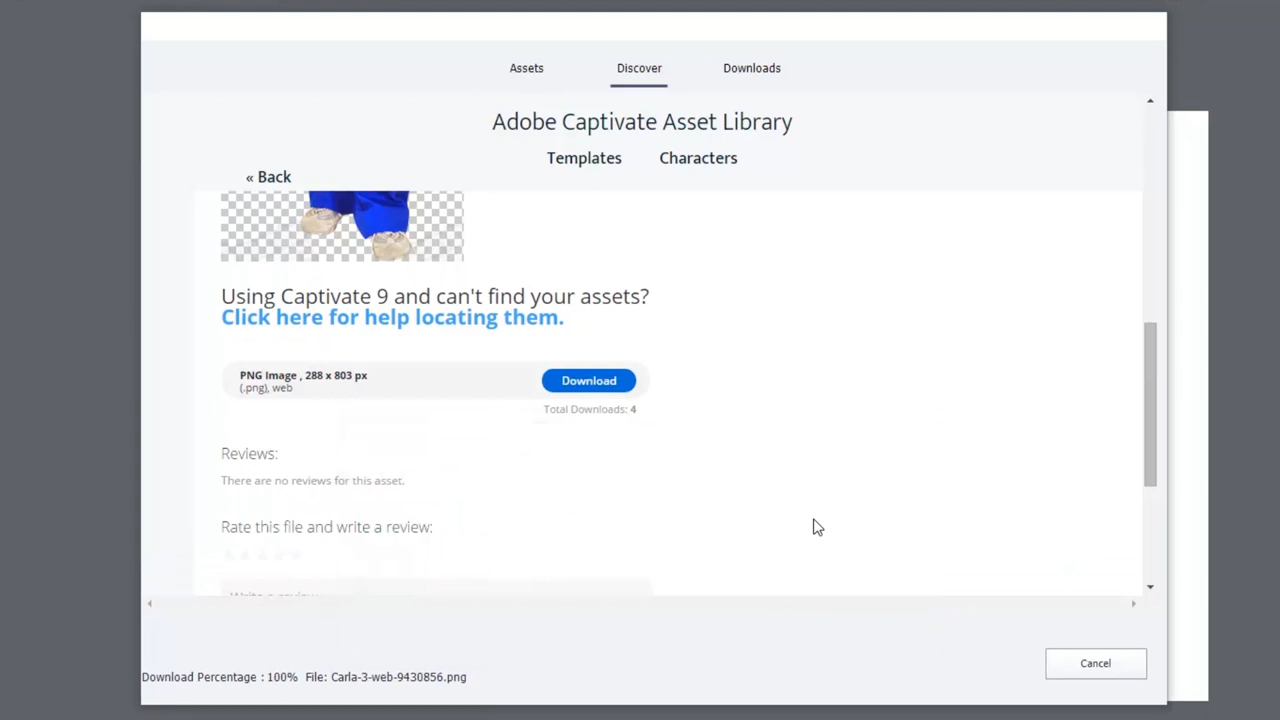 Assets Discover Downloads
Adobe Captivate Asset Library
Templates Characters
« Back
Using Captivate 9 and can't find your assets?
Click here for help locating them.
PNG Image , 288 x 803 px
(.png), web
Download
Total Downloads: 4
Reviews:
There are no reviews for this asset.
Rate this file and write a review:
Write a review
Cancel
Download Percentage : 100% File: Carla-3-web-9430856.png